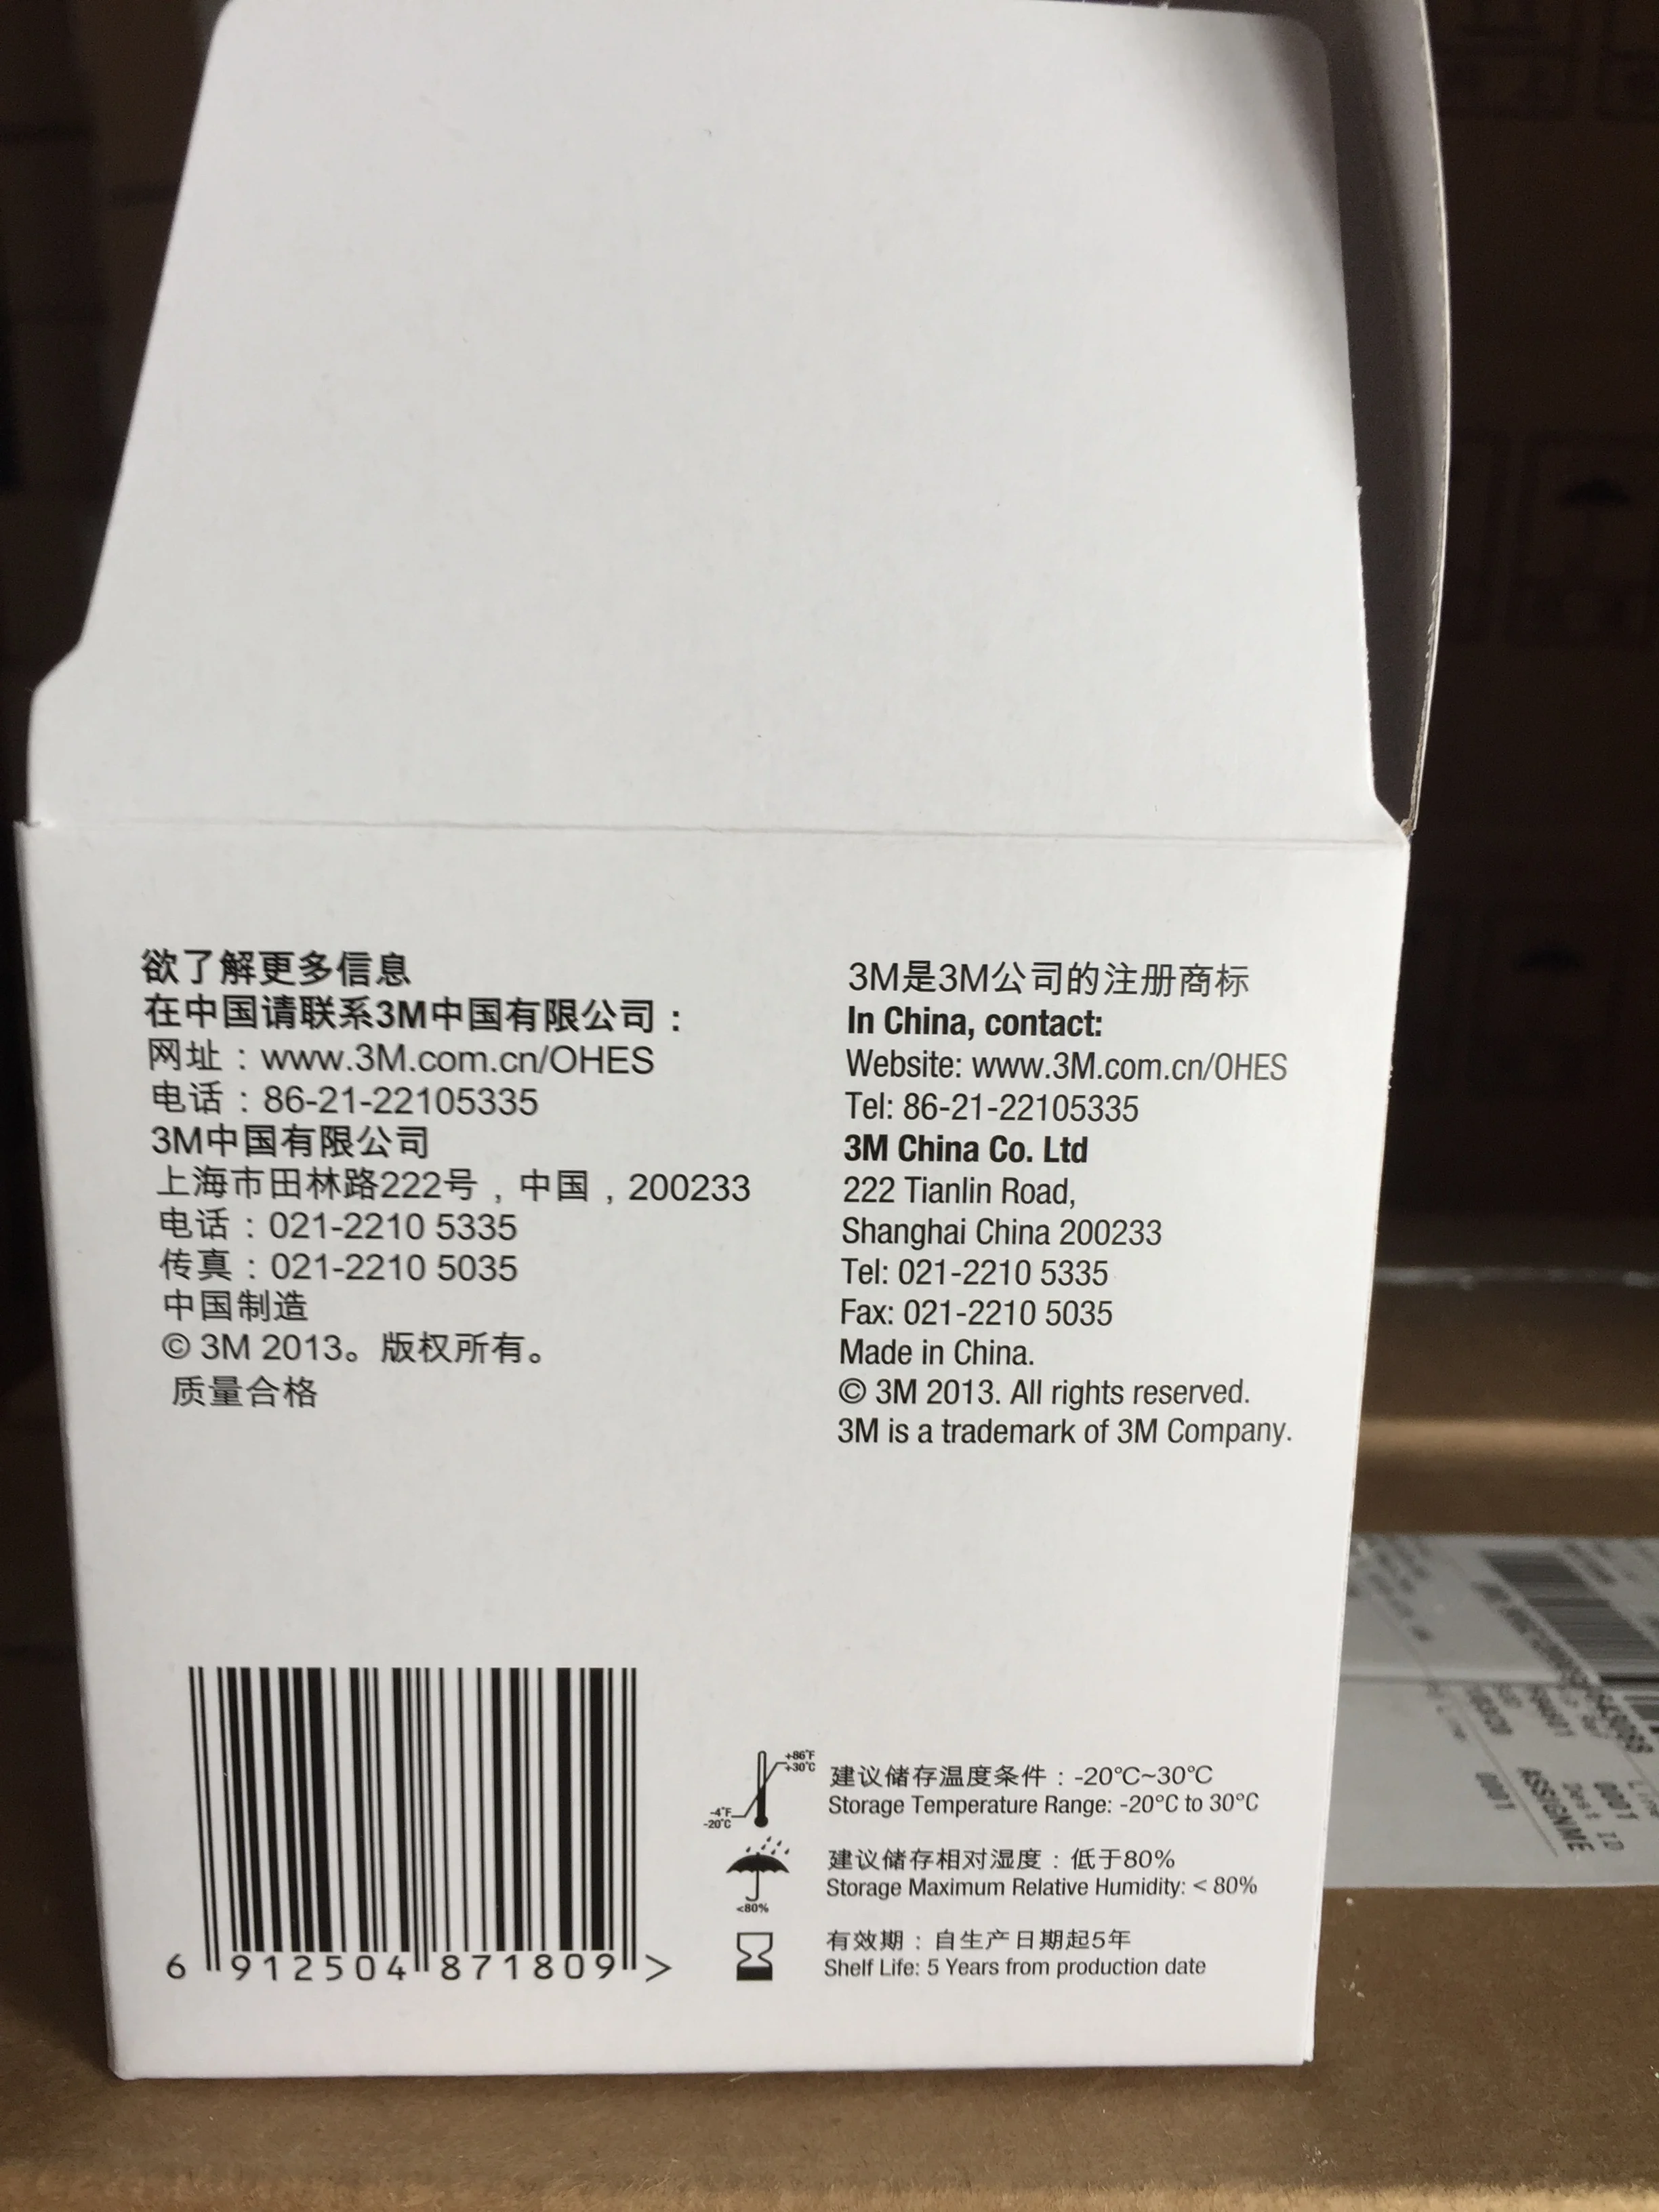 欲了解更多信息
在中国请联系3M中国有限公司：
网址：www.3M.com.cn/OHES
电话：86-21-22105335
3M中国有限公司
上海市田林路222号，中国，200233
电话：021-2210 5335
传真：021-2210 5035
中国制造
© 3M 2013。版权所有。
质量合格
3M是3M公司的注册商标
In China, contact:
Website: www.3M.com.cn/OHES
Tel: 86-21-22105335
3M China Co. Ltd
222 Tianlin Road,
Shanghai China 200233
Tel: 021-2210 5335
Fax: 021-2210 5035
Made in China.
© 3M 2013. All rights reserved.
3M is a trademark of 3M Company.
6 912504 871809 >
+86°F
+30°C
-4°F
-20°C
建议储存温度条件：-20°C~30°C
Storage Temperature Range: -20°C to 30°C
<80%
建议储存相对湿度：低于80%
Storage Maximum Relative Humidity: < 80%
有效期：自生产日期起5年
Shelf Life: 5 Years from production date
ASSIGNME
0001